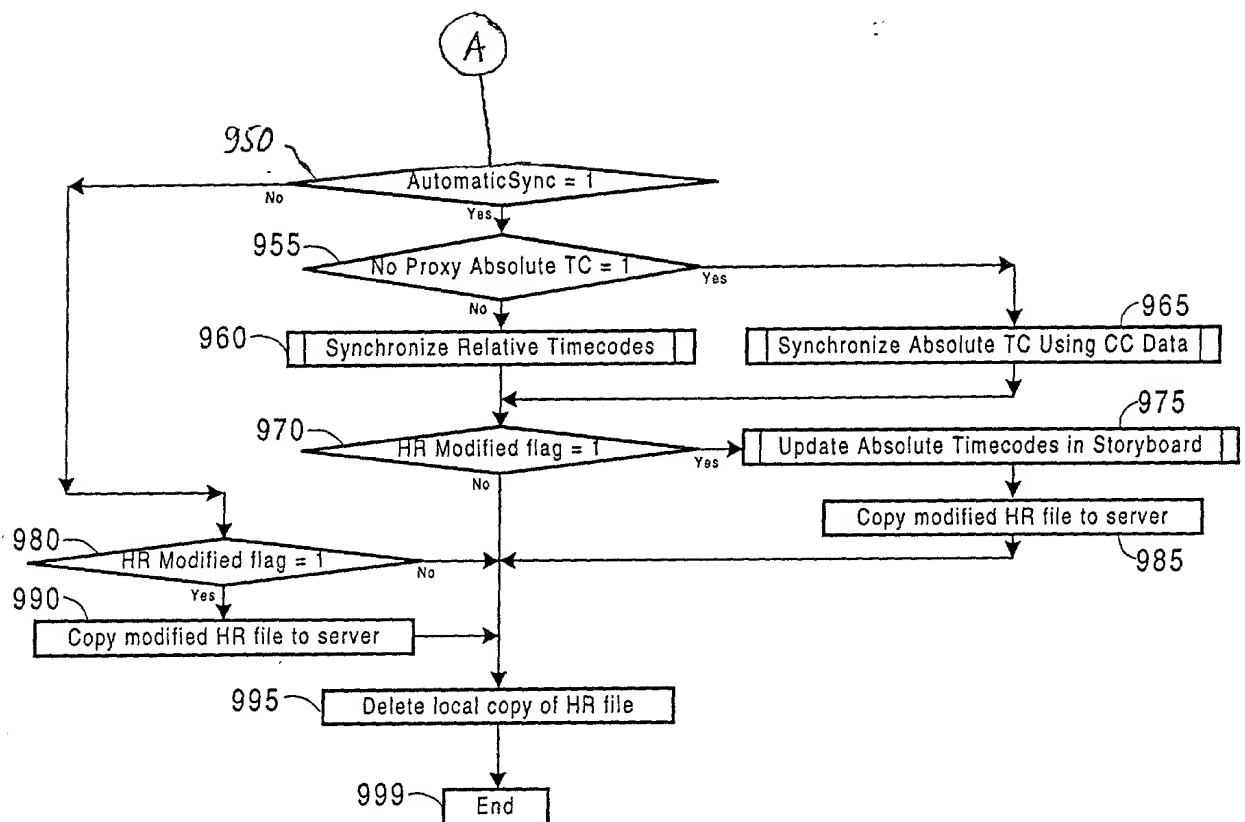 A
950
AutomaticSync = 1
No
Yes
955
No Proxy Absolute TC = 1
Yes
No
960
Synchronize Relative Timecodes
965
Synchronize Absolute TC Using CC Data
970
HR Modified flag = 1
Yes
No
975
Update Absolute Timecodes in Storyboard
Copy modified HR file to server
985
980
HR Modified flag = 1
No
Yes
990
Copy modified HR file to server
995
Delete local copy of HR file
999
End